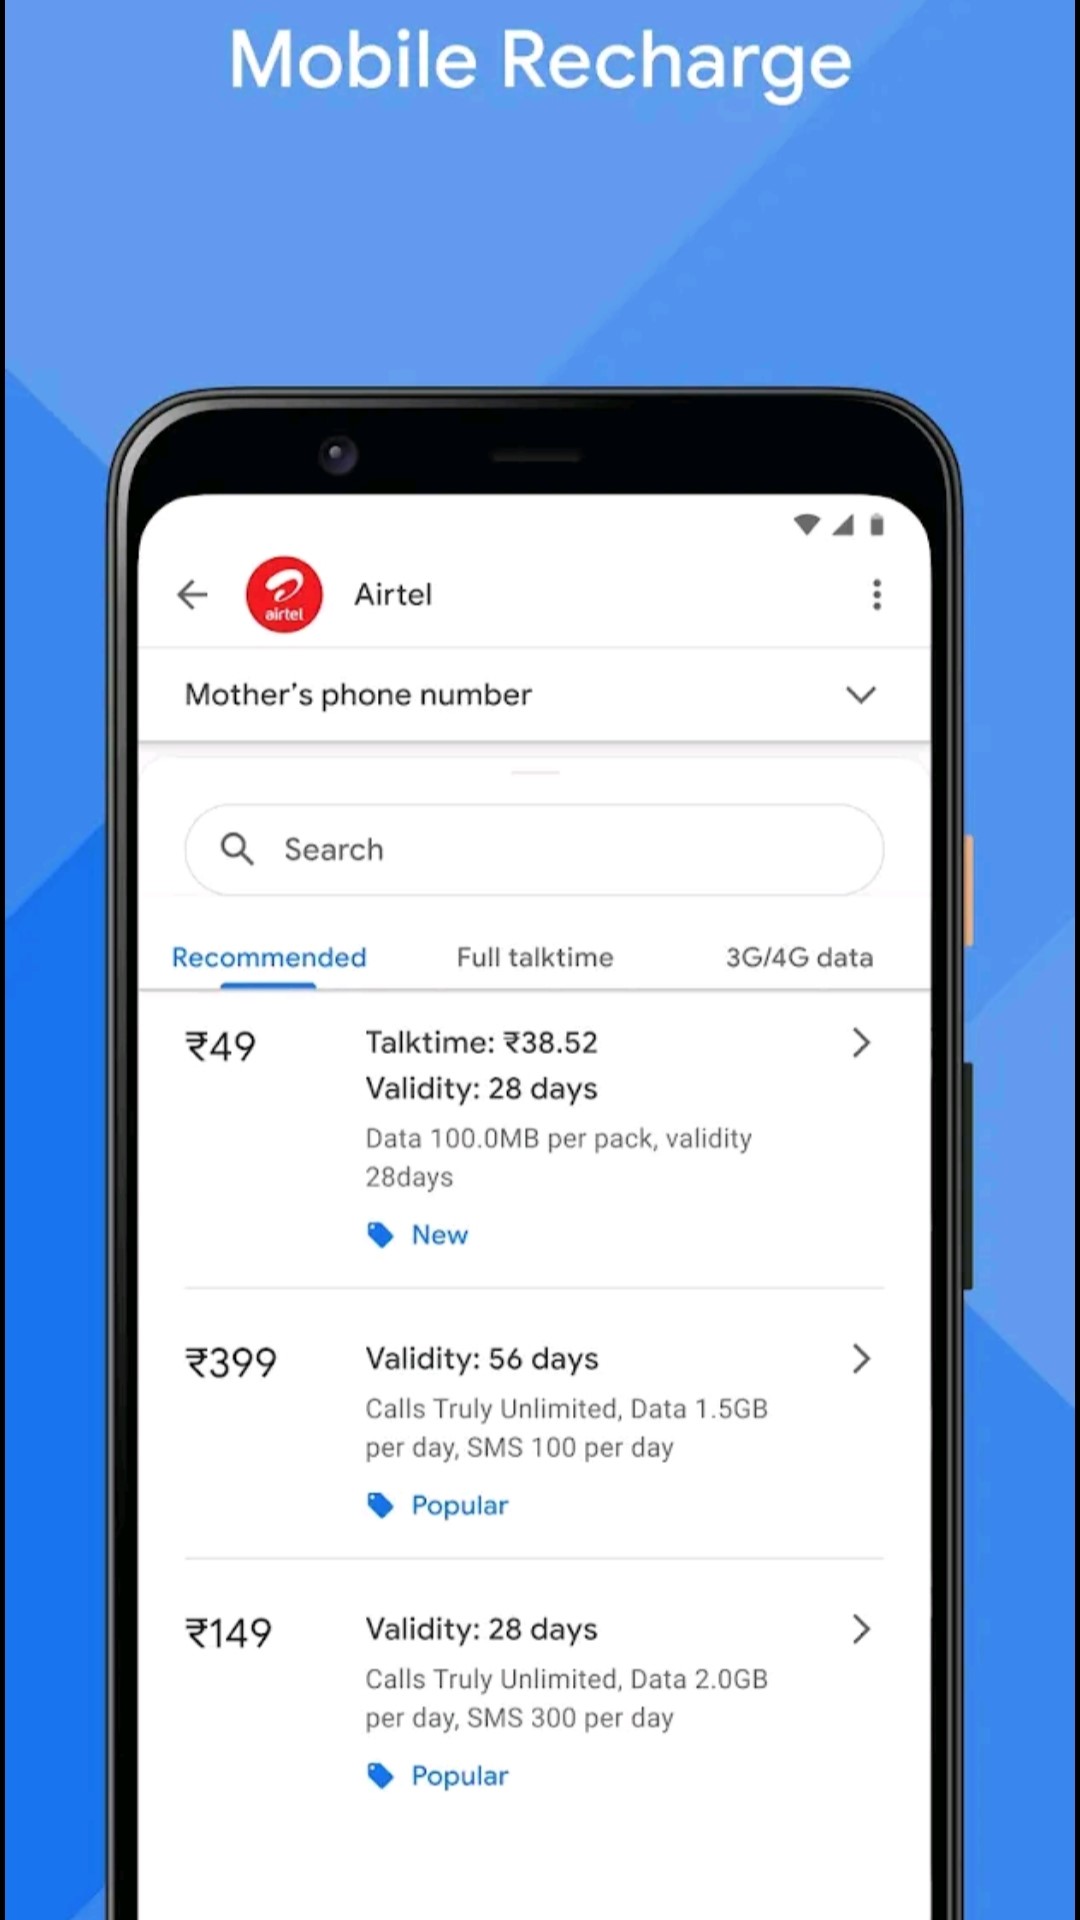 Mobile Recharge
airtel
Airtel
Mother's phone number
Search
Recommended
Full talktime
3G/4G data
₹49
Talktime: ₹38.52
Validity: 28 days
Data 100.0MB per pack, validity
28days
New
₹399
Validity: 56 days
Calls Truly Unlimited, Data 1.5GB
per day, SMS 100 per day
Popular
₹149
Validity: 28 days
Calls Truly Unlimited, Data 2.0GB
per day, SMS 300 per day
Popular